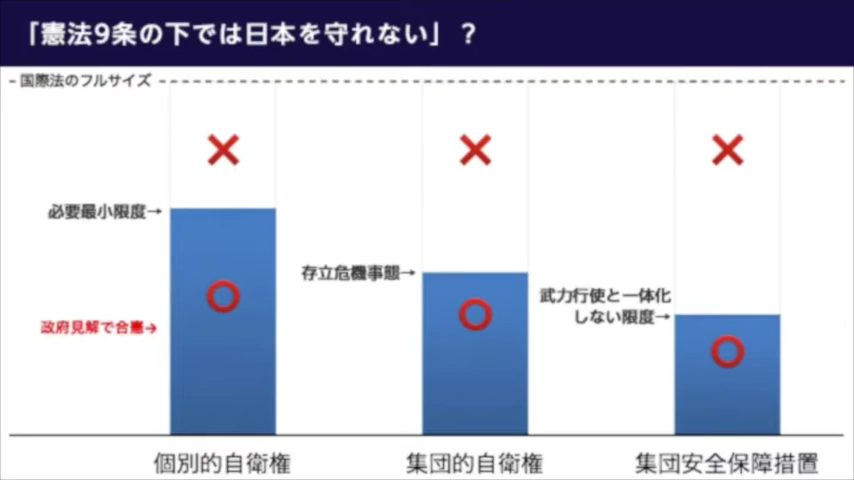 「憲法9条の下では日本を守れない」？
国際法のフルサイズ
必要最小限度→
存立危機事態→
武力行使と一体化
しない限度→
政府見解で合憲→
個別的自衛権
集団的自衛権
集団安全保障措置